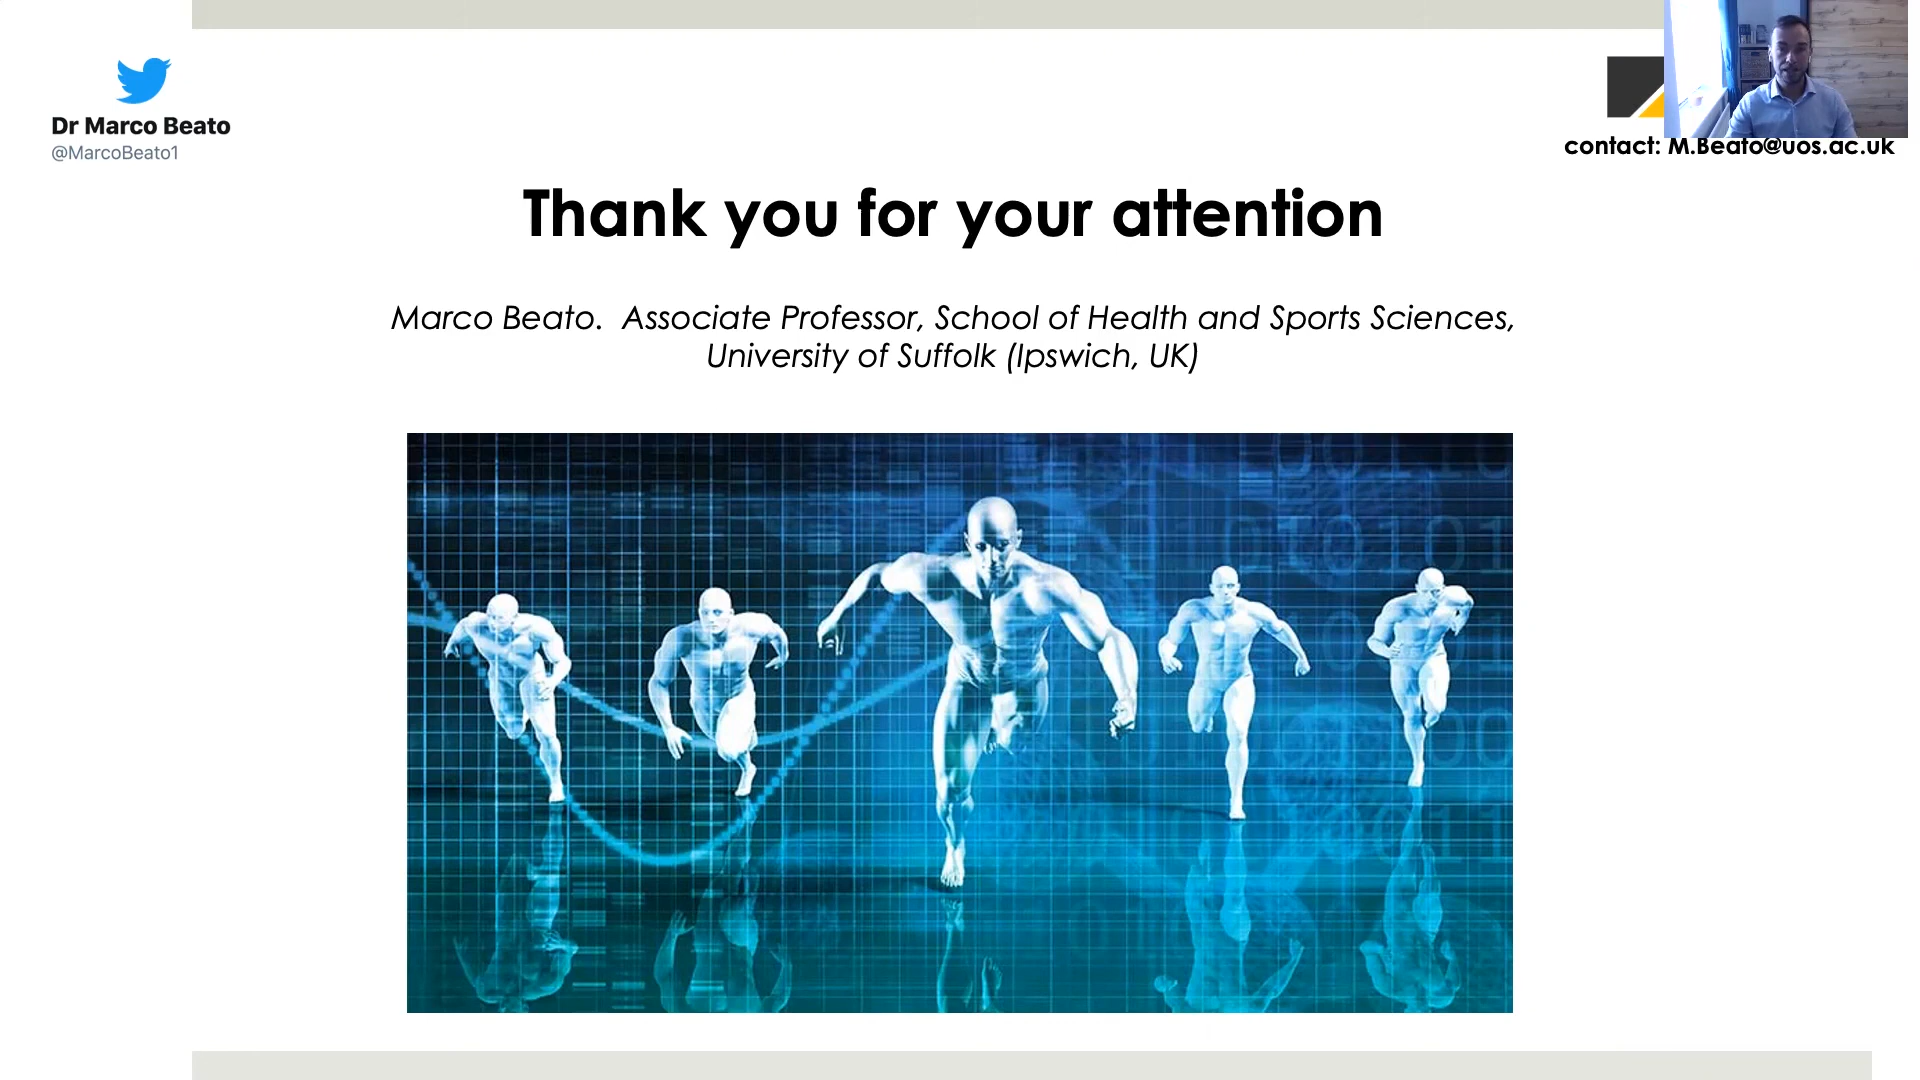 Dr Marco Beato
@MarcoBeato1
contact: M.Beato@uos.ac.uk
Thank you for your attention
Marco Beato. Associate Professor, School of Health and Sports Sciences,
University of Suffolk (Ipswich, UK)